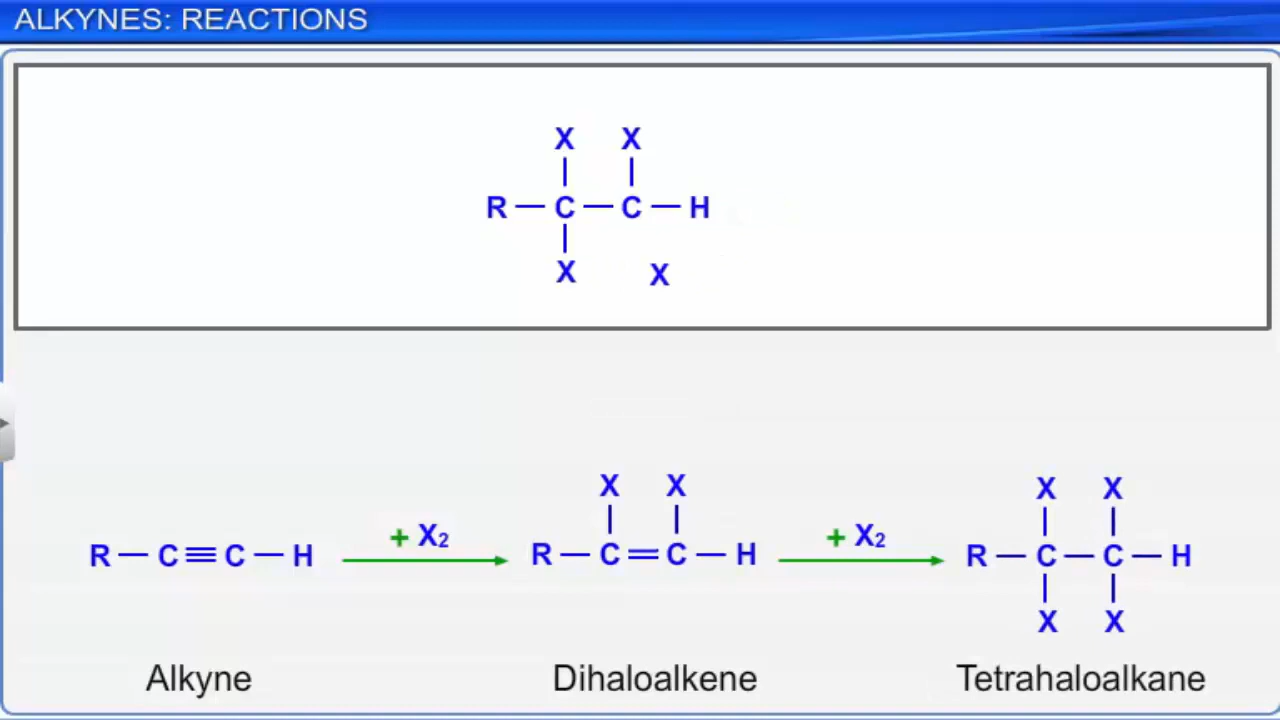 ALKYNES: REACTIONS
X X
R — C — C — H
X X
X X X X
+ X₂ + X₂
R — C ≡ C — H R — C = C — H R — C — C — H
X X
Alkyne Dihaloalkene Tetrahaloalkane